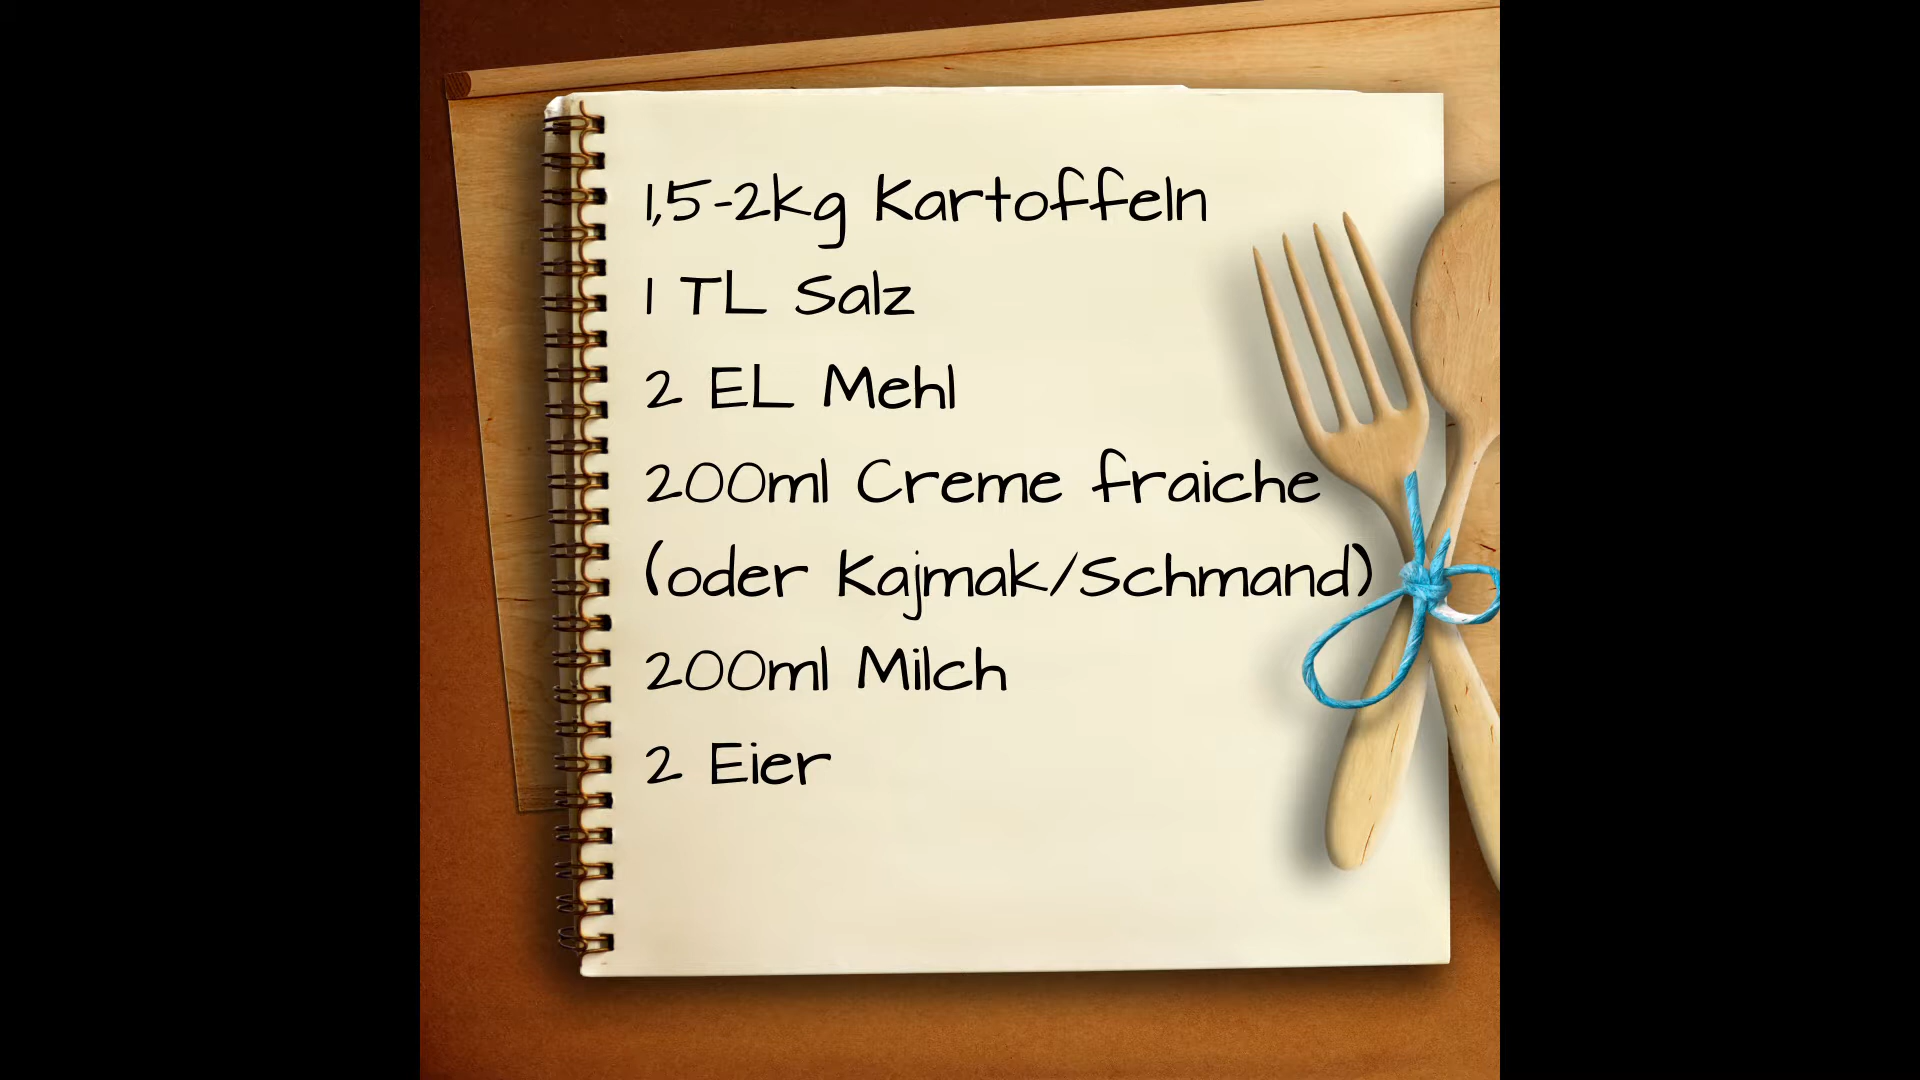 1,5-2kg Kartoffeln
1 TL Salz
2 EL Mehl
200ml Creme fraiche
(oder Kajmak/Schmand)
200ml Milch
2 Eier